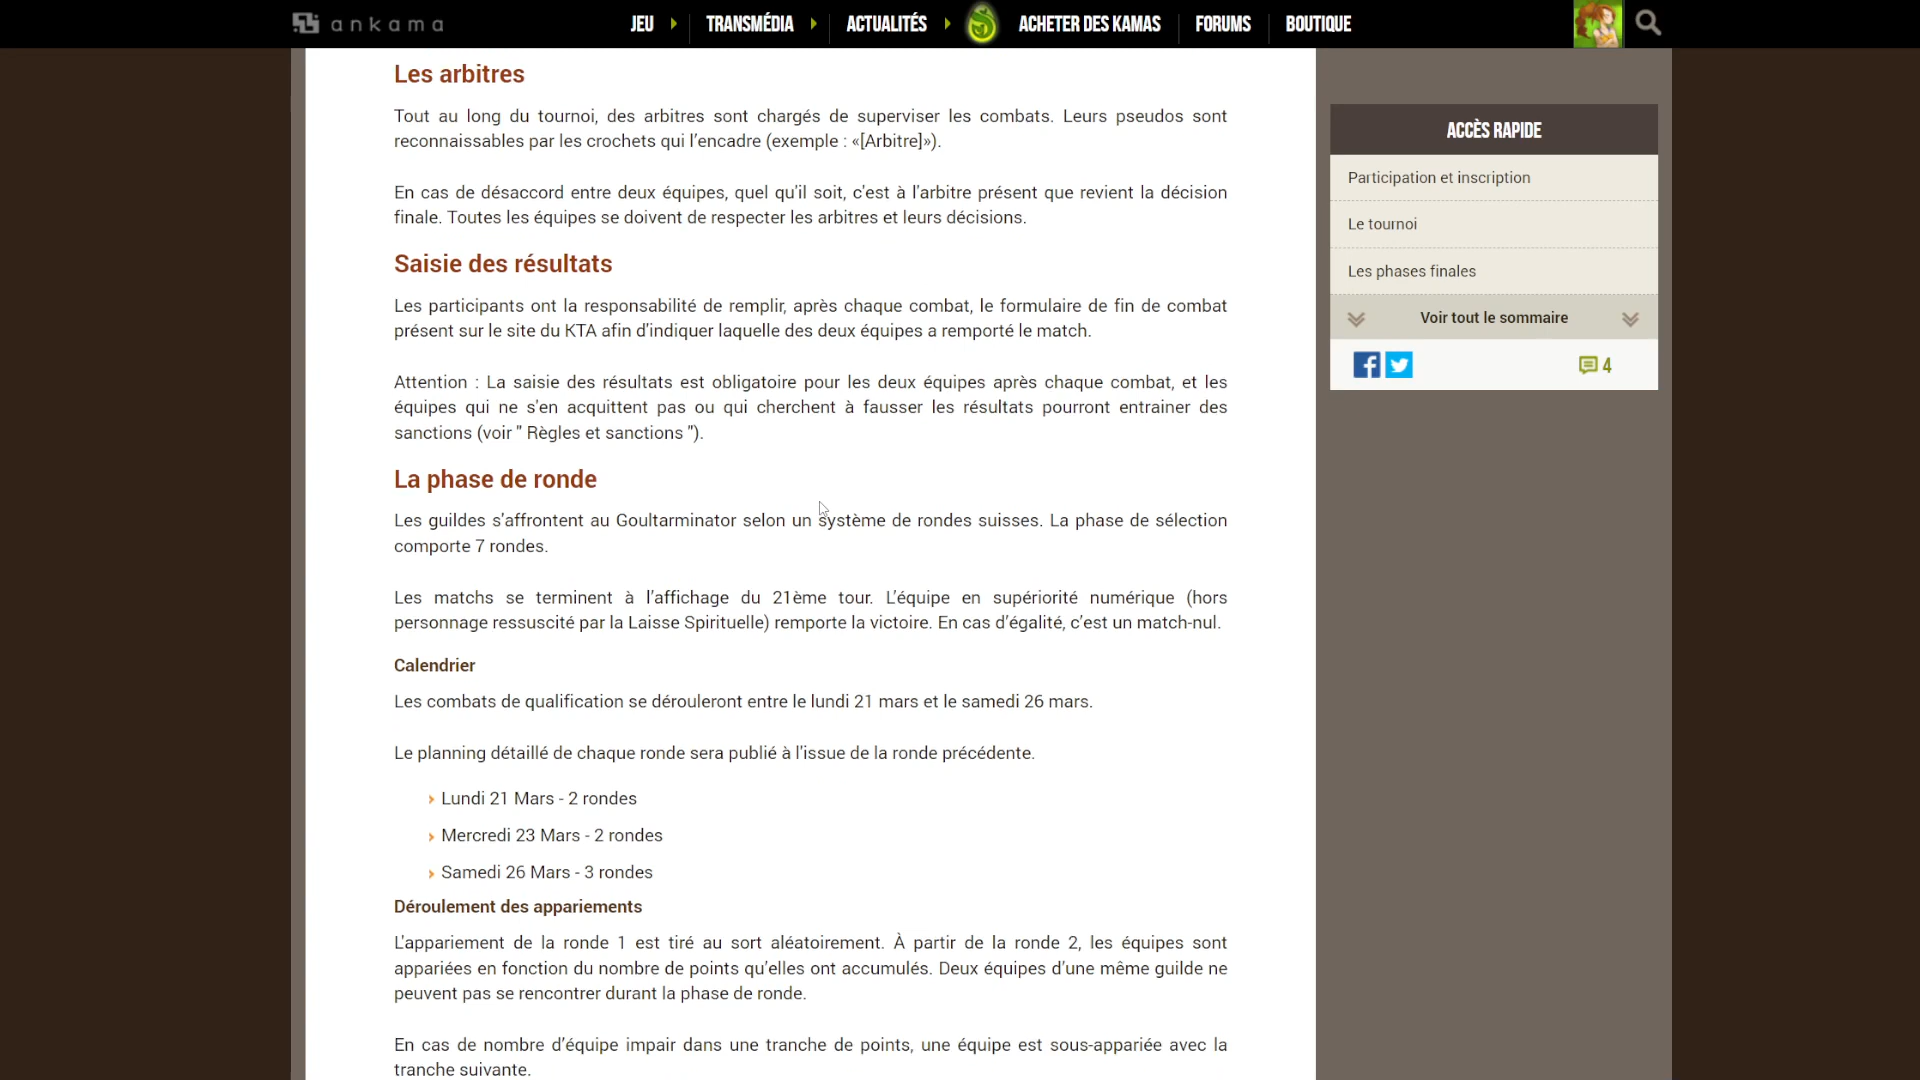 ankama
JEU
TRANSMÉDIA
ACTUALITÉS
ACHETER DES KAMAS
FORUMS
BOUTIQUE
Les arbitres
Tout au long du tournoi, des arbitres sont chargés de superviser les combats. Leurs pseudos sont
reconnaissables par les crochets qui l’encadre (exemple : «[Arbitre]»).
En cas de désaccord entre deux équipes, quel qu’il soit, c’est à l’arbitre présent que revient la décision
finale. Toutes les équipes se doivent de respecter les arbitres et leurs décisions.
Saisie des résultats
Les participants ont la responsabilité de remplir, après chaque combat, le formulaire de fin de combat
présent sur le site du KTA afin d’indiquer laquelle des deux équipes a remporté le match.
Attention : La saisie des résultats est obligatoire pour les deux équipes après chaque combat, et les
équipes qui ne s’en acquittent pas ou qui cherchent à fausser les résultats pourront entrainer des
sanctions (voir " Règles et sanctions ").
La phase de ronde
Les guildes s’affrontent au Goultarminator selon un système de rondes suisses. La phase de sélection
comporte 7 rondes.
Les matchs se terminent à l’affichage du 21ème tour. L’équipe en supériorité numérique (hors
personnage ressuscité par la Laisse Spirituelle) remporte la victoire. En cas d’égalité, c’est un match-nul.
Calendrier
Les combats de qualification se dérouleront entre le lundi 21 mars et le samedi 26 mars.
Le planning détaillé de chaque ronde sera publié à l’issue de la ronde précédente.
Lundi 21 Mars - 2 rondes
Mercredi 23 Mars - 2 rondes
Samedi 26 Mars - 3 rondes
Déroulement des appariements
L’appariement de la ronde 1 est tiré au sort aléatoirement. À partir de la ronde 2, les équipes sont
appariées en fonction du nombre de points qu’elles ont accumulés. Deux équipes d’une même guilde ne
peuvent pas se rencontrer durant la phase de ronde.
En cas de nombre d’équipe impair dans une tranche de points, une équipe est sous-appariée avec la
tranche suivante.
ACCÈS RAPIDE
Participation et inscription
Le tournoi
Les phases finales
Voir tout le sommaire
4